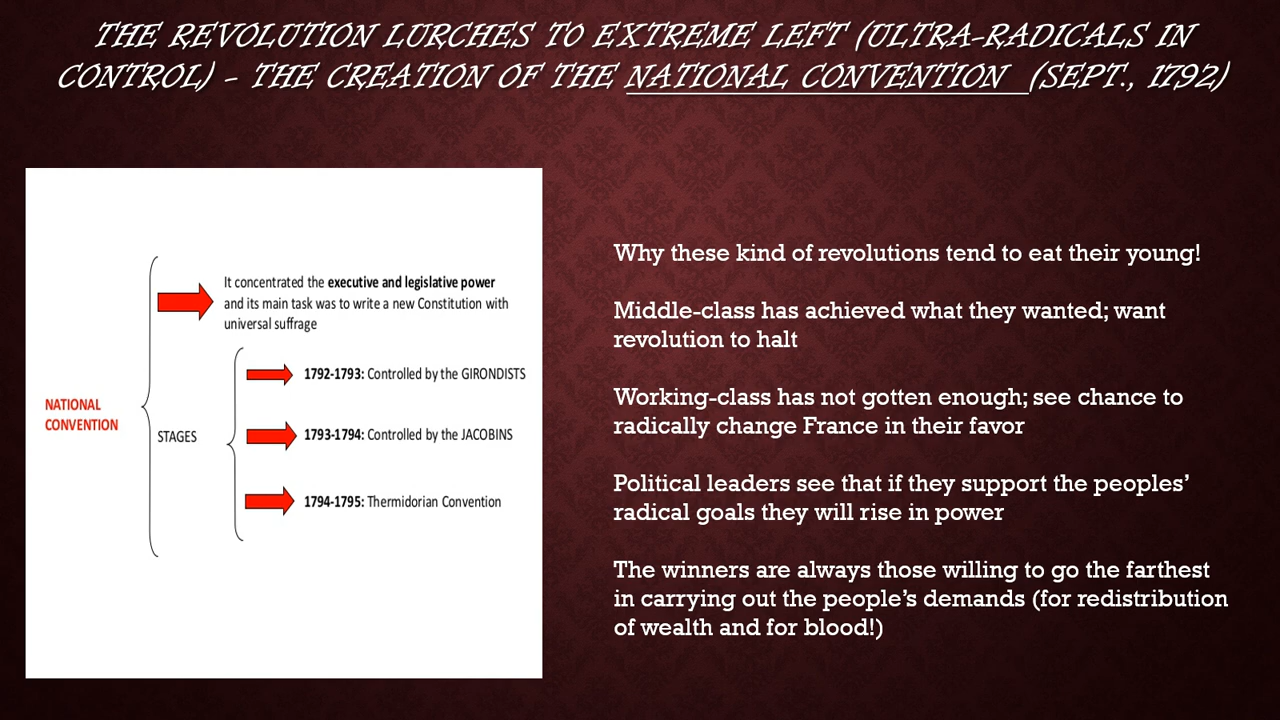 THE REVOLUTION LURCHES TO EXTREME LEFT (ULTRA-RADICALS IN
CONTROL) – THE CREATION OF THE NATIONAL CONVENTION (SEPT., 1792)
It concentrated the executive and legislative power
and its main task was to write a new Constitution with
universal suffrage
NATIONAL
CONVENTION
STAGES
1792-1793: Controlled by the GIRONDISTS
1793-1794: Controlled by the JACOBINS
1794-1795: Thermidorian Convention
Why these kind of revolutions tend to eat their young!
Middle-class has achieved what they wanted; want
revolution to halt
Working-class has not gotten enough; see chance to
radically change France in their favor
Political leaders see that if they support the peoples’
radical goals they will rise in power
The winners are always those willing to go the farthest
in carrying out the people’s demands (for redistribution
of wealth and for blood!)